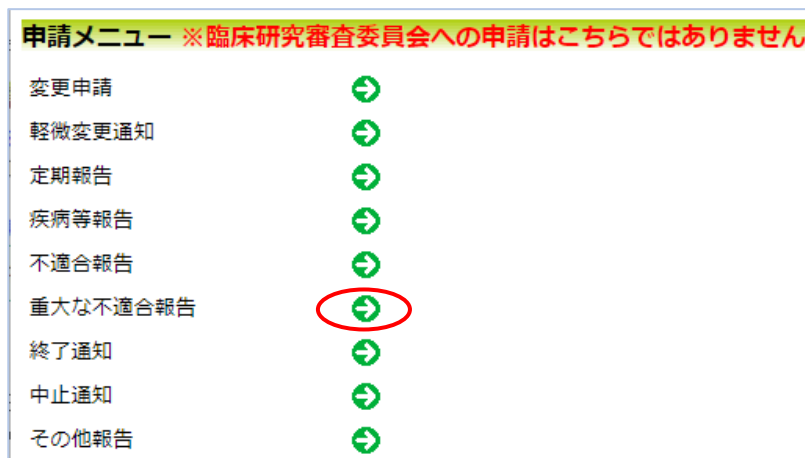 申請メニュー ※臨床研究審査委員会への申請はこちらではありません
変更申請
軽微変更通知
定期報告
疾病等報告
不適合報告
重大な不適合報告
終了通知
中止通知
その他報告